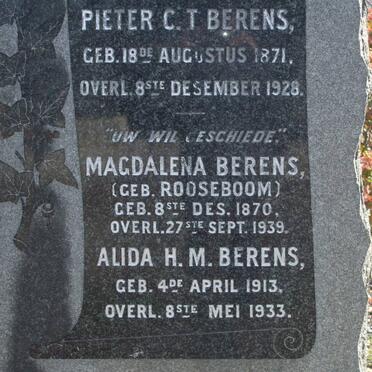 PIETER C. T BERENS,
GEB. 18DE AUGUSTUS 1871,
OVERL. 8STE DESEMBER 1928.
"UW WIL GESCHIEDE."
MAGDALENA BERENS,
(GEB. ROOSEBOOM)
GEB. 8STE DES. 1870,
OVERL. 27STE SEPT. 1939.
ALIDA H. M. BERENS,
GEB. 4DE APRIL 1913,
OVERL. 8STE MEI 1933.